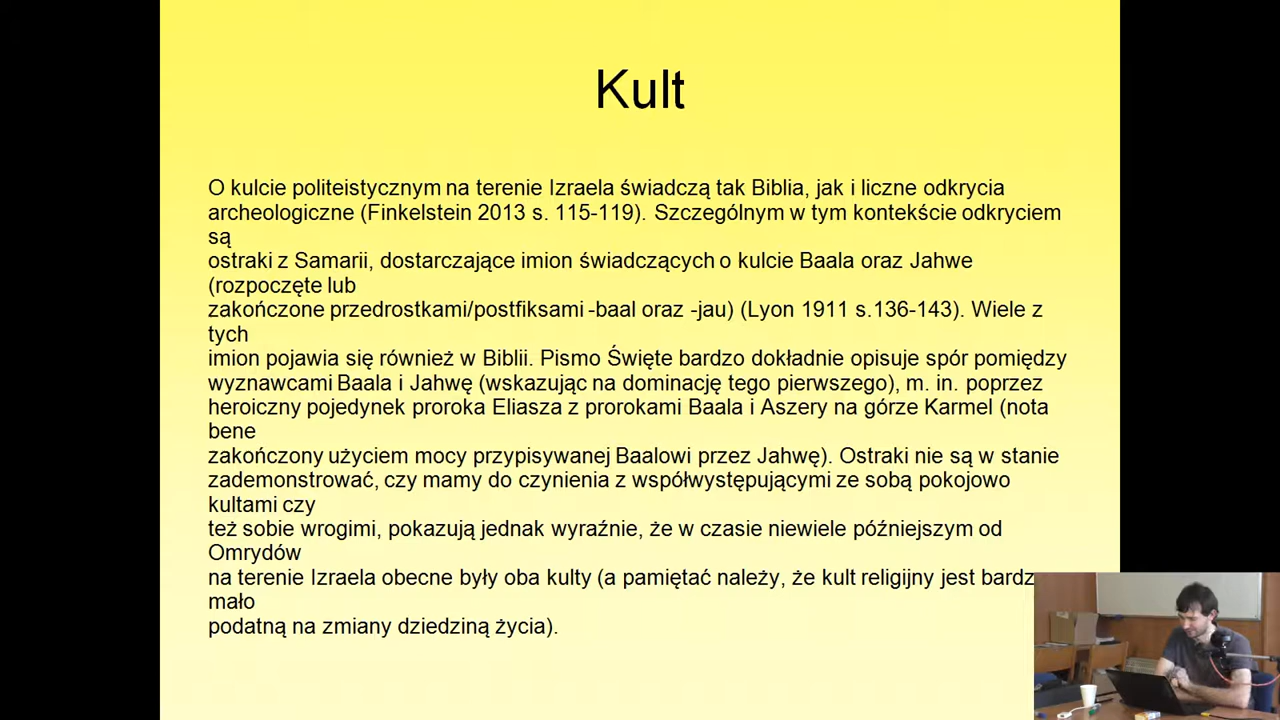 Kult
O kulcie politeistycznym na terenie Izraela świadczą tak Biblia, jak i liczne odkrycia
archeologiczne (Finkelstein 2013 s. 115-119). Szczególnym w tym kontekście odkryciem
są
ostraki z Samarii, dostarczające imion świadczących o kulcie Baala oraz Jahwe
(rozpoczęte lub
zakończone przedrostkami/postfiksami -baal oraz -jau) (Lyon 1911 s.136-143). Wiele z
tych
imion pojawia się również w Biblii. Pismo Święte bardzo dokładnie opisuje spór pomiędzy
wyznawcami Baala i Jahwę (wskazując na dominację tego pierwszego), m. in. poprzez
heroiczny pojedynek proroka Eliasza z prorokami Baala i Aszery na górze Karmel (nota
bene
zakończony użyciem mocy przypisywanej Baalowi przez Jahwę). Ostraki nie są w stanie
zademonstrować, czy mamy do czynienia z współwystępującymi ze sobą pokojowo
kultami czy
też sobie wrogimi, pokazują jednak wyraźnie, że w czasie niewiele późniejszym od
Omrydów
na terenie Izraela obecne były oba kulty (a pamiętać należy, że kult religijny jest bardz
mało
podatną na zmiany dziedziną życia).